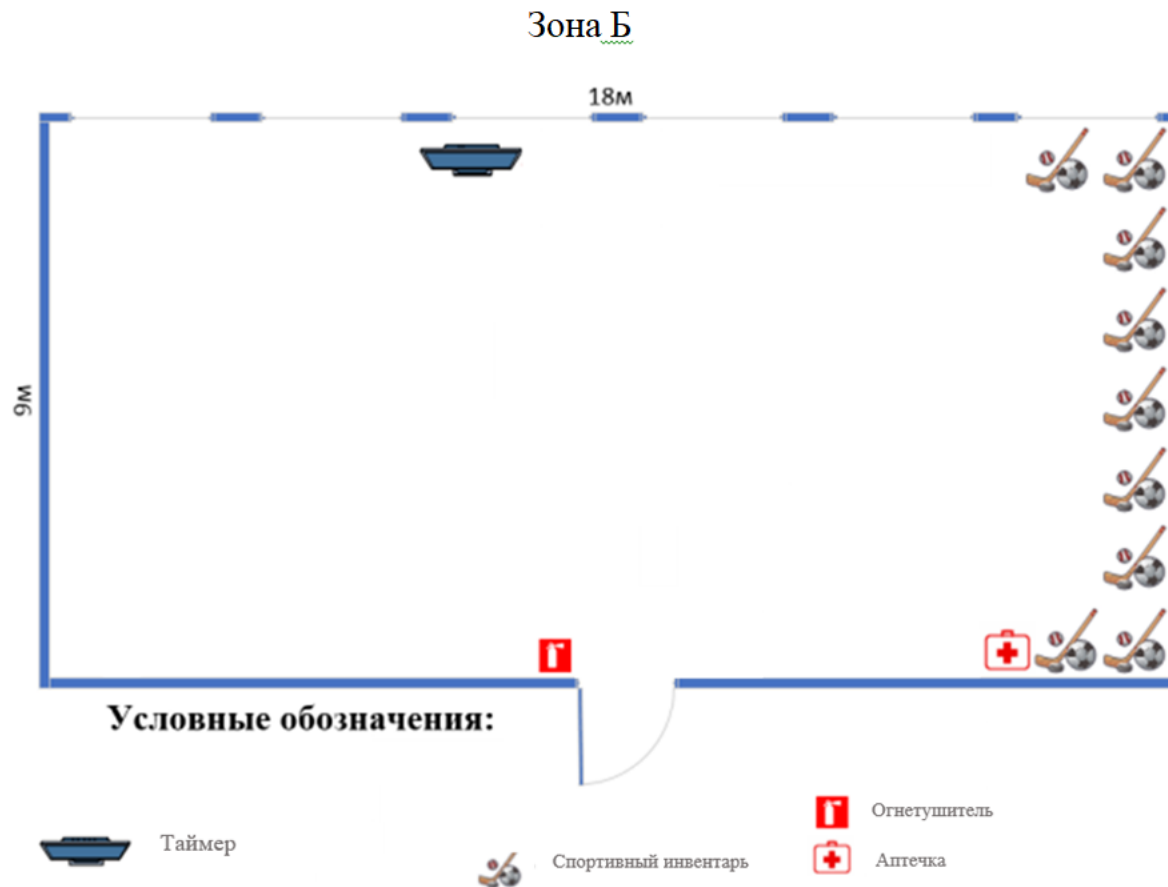 Зона Б
18м
9м
Условные обозначения:
Огнетушитель
Таймер
Спортивный инвентарь
Аптечка